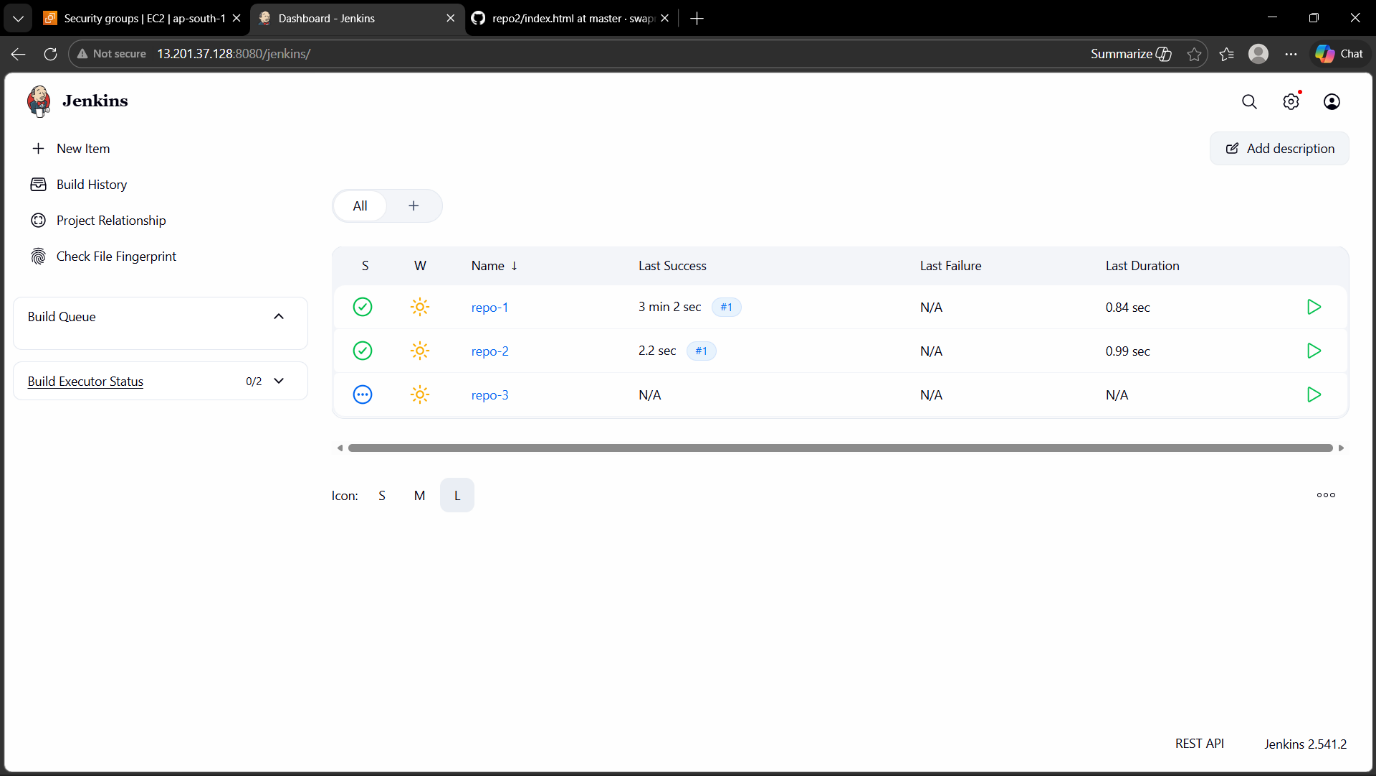 Security groups | EC2 | ap-south-1
Dashboard - Jenkins
repo2/index.html at master · swap
Not secure 13.201.37.128:8080/jenkins/
Summarize
Chat
Jenkins
New Item
Add description
Build History
All +
Project Relationship
Check File Fingerprint
S W Name ↓ Last Success Last Failure Last Duration
repo-1 3 min 2 sec #1 N/A 0.84 sec
Build Queue
repo-2 2.2 sec #1 N/A 0.99 sec
Build Executor Status 0/2
repo-3 N/A N/A N/A
Icon: S M L
REST API Jenkins 2.541.2